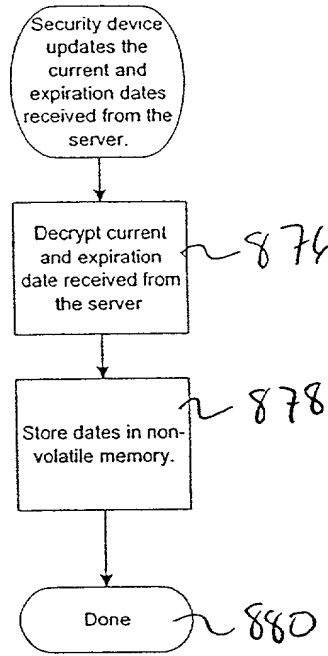 Security device
updates the
current and
expiration dates
received from the
server.
Decrypt current
and expiration
date received from
the server
876
Store dates in non-
volatile memory.
878
Done
880